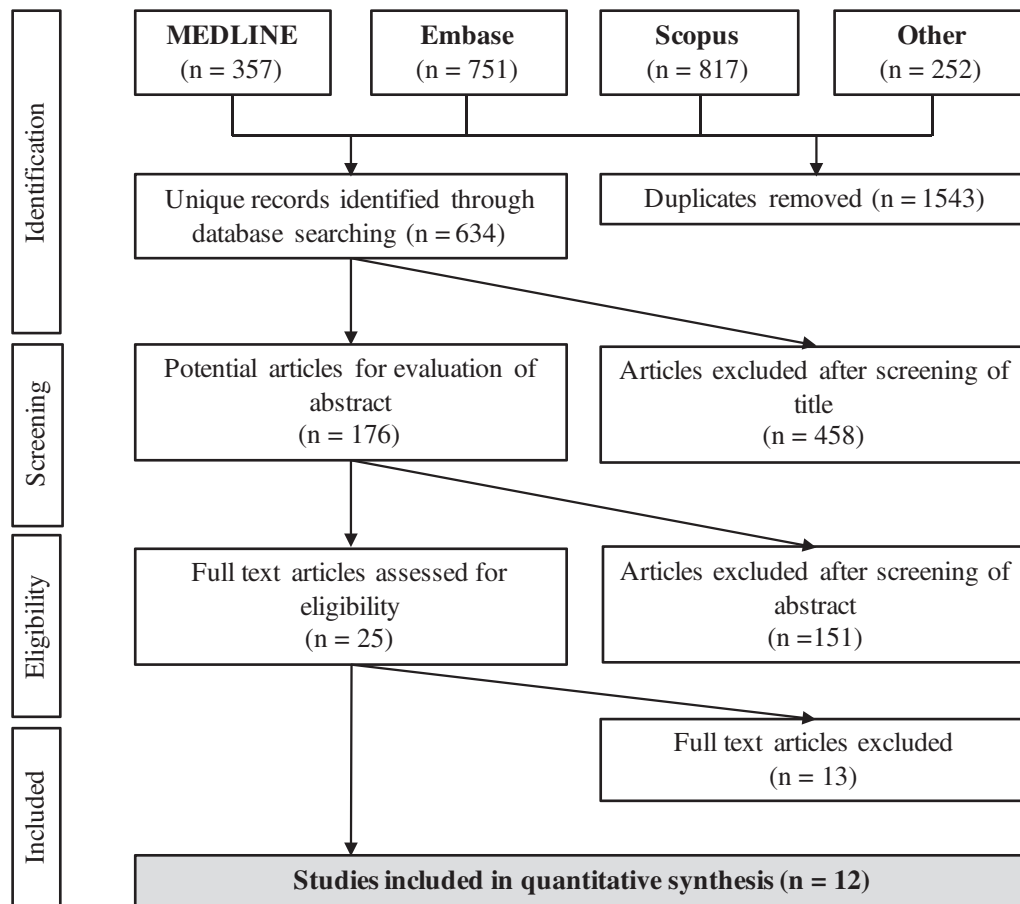 Identification
MEDLINE
(n = 357)
Embase
(n = 751)
Scopus
(n = 817)
Other
(n = 252)
Unique records identified through
database searching (n = 634)
Duplicates removed (n = 1543)
Screening
Potential articles for evaluation of
abstract
(n = 176)
Articles excluded after screening of
title
(n = 458)
Eligibility
Full text articles assessed for
eligibility
(n = 25)
Articles excluded after screening of
abstract
(n =151)
Included
Full text articles excluded
(n = 13)
Studies included in quantitative synthesis (n = 12)